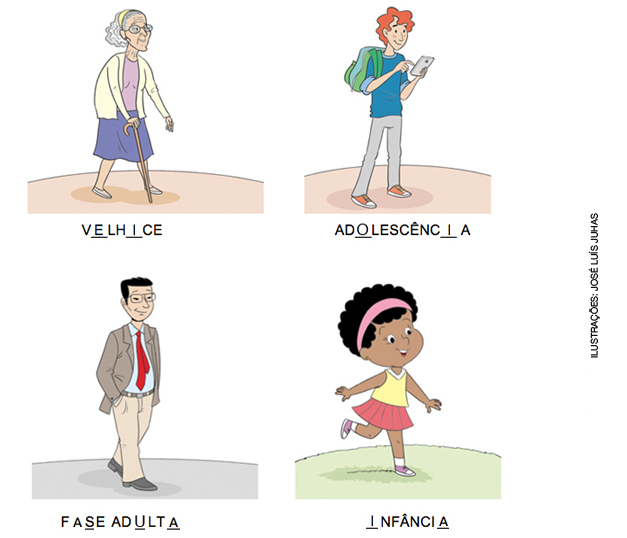 VELHICE
ADOLESCÊNCIA
FASE ADULTA
INFÂNCIA
ILUSTRAÇÕES: JOSÉ LUÍS JUHAS